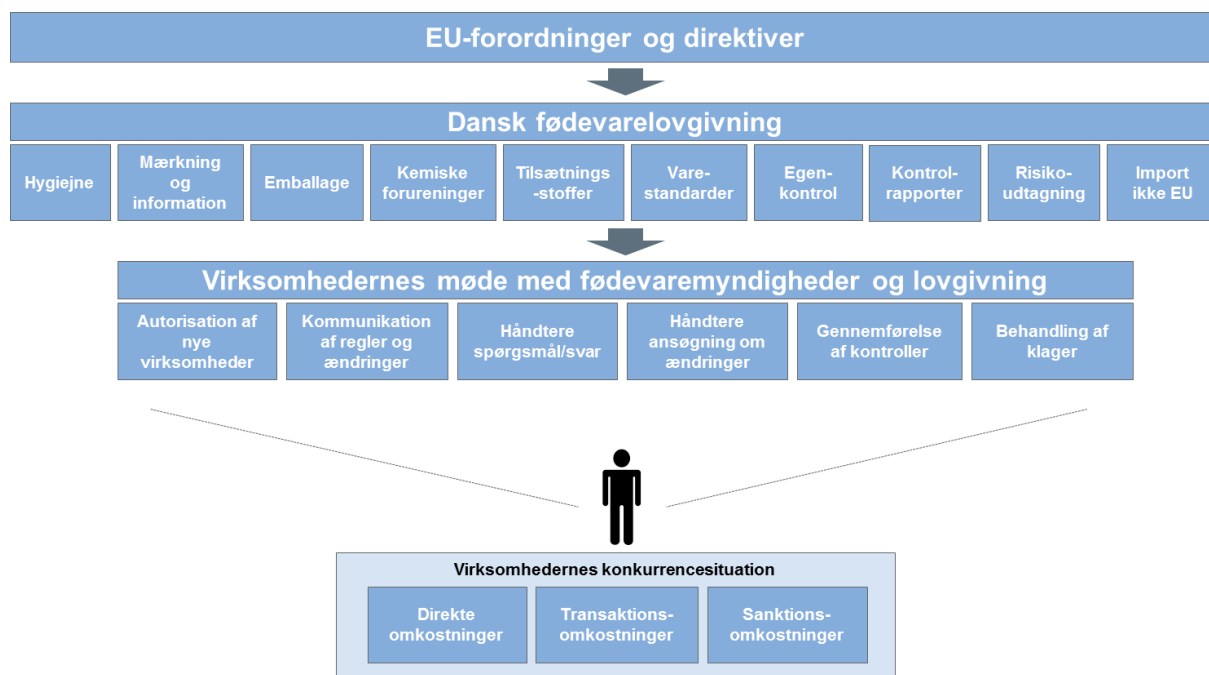 EU-forordninger og direktiver
Dansk fødevarelovgivning
Hygiejne
Mærkning
og
information
Emballage
Kemiske
forureninger
Tilsætnings
-stoffer
Vare-
standarder
Egen-
kontrol
Kontrol-
rapporter
Risiko-
udtagning
Import
ikke EU
Virksomhedernes møde med fødevaremyndigheder og lovgivning
Autorisation af
nye
virksomheder
Kommunikation
af regler og
ændringer
Håndtere
spørgsmål/svar
Håndtere
ansøgning om
ændringer
Gennemførelse
af kontroller
Behandling af
klager
Virksomhedernes konkurrencesituation
Direkte
omkostninger
Transaktions-
omkostninger
Sanktions-
omkostninger